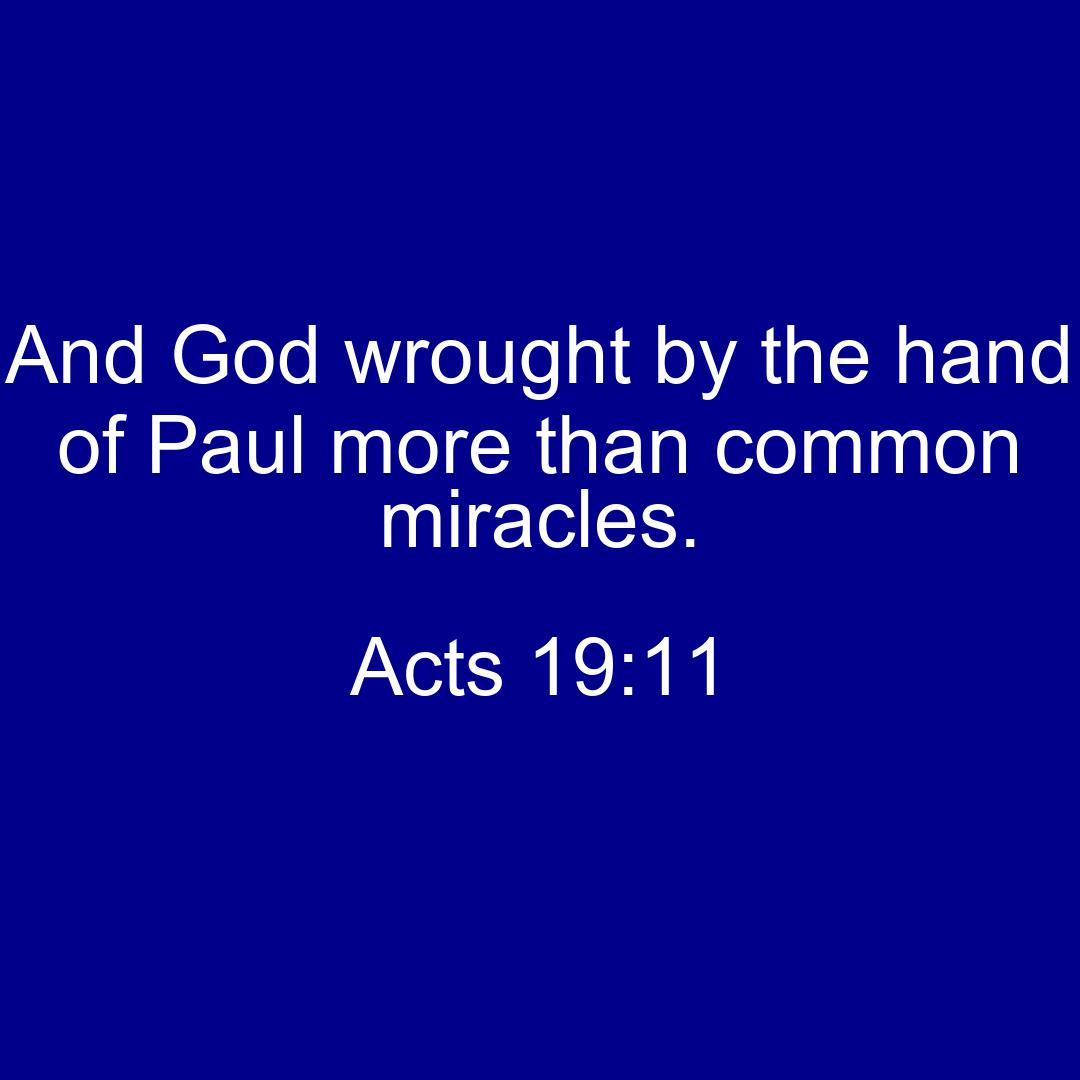 And God wrought by the hand
of Paul more than common
miracles.
Acts 19:11